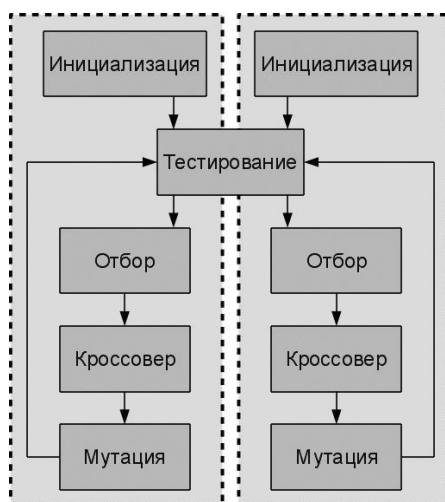 Инициализация
Инициализация
Тестирование
Отбор
Отбор
Кроссовер
Кроссовер
Мутация
Мутация